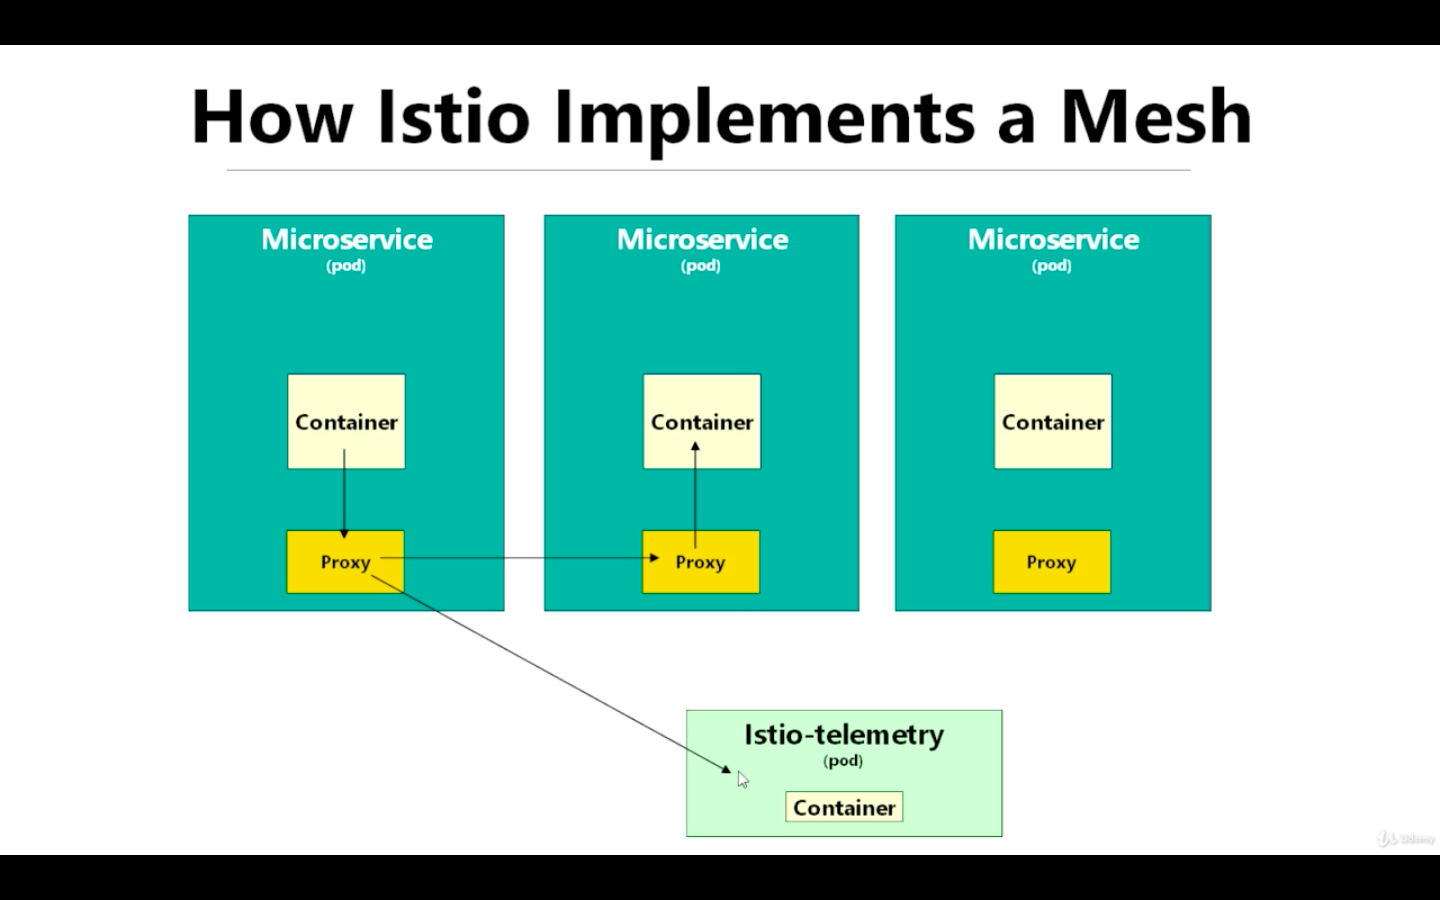 How Istio Implements a Mesh
Microservice
(pod)
Container
Proxy
Microservice
(pod)
Container
Proxy
Microservice
(pod)
Container
Proxy
Istio-telemetry
(pod)
Container
Udemy